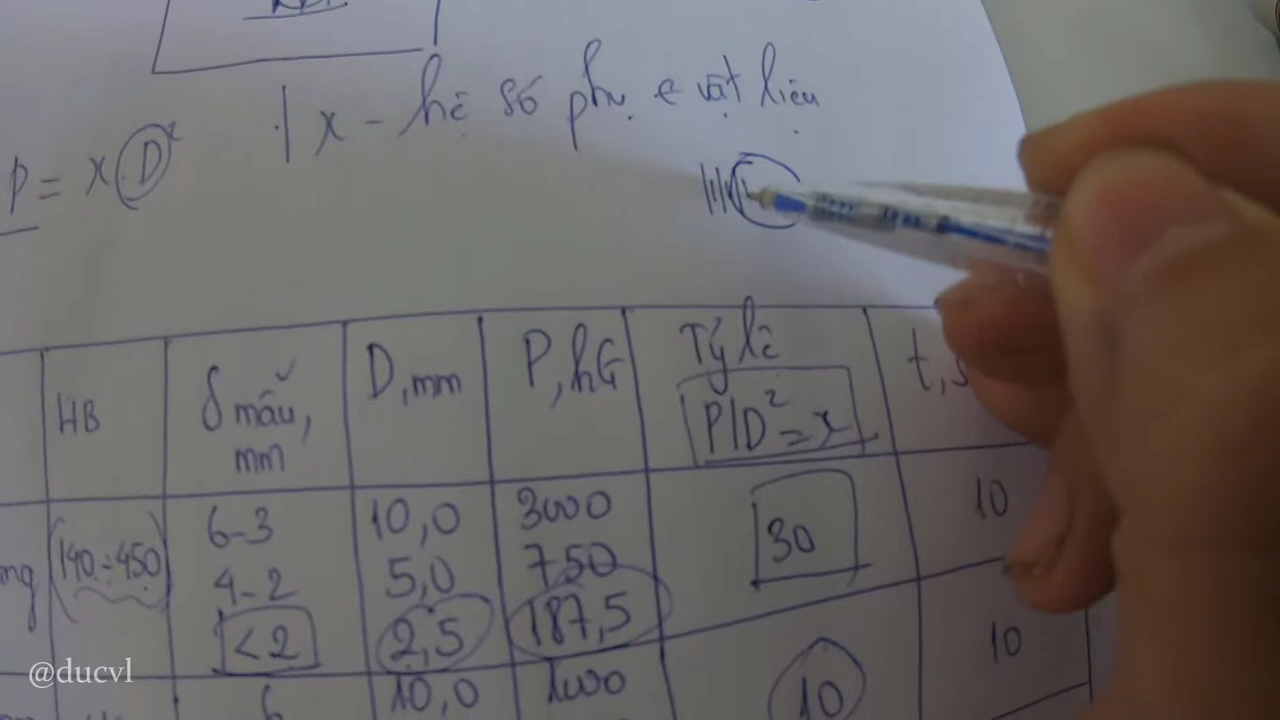 x - hệ số phụ ∈ vật liệu
P = x D²
HB
δ mẫu, mm
D, mm
P, kG
Tỷ lệ P/D² = x
t, s
140 ÷ 450
6-3
10,0
3000
30
10
4-2
5,0
750
<2
2,5
187,5
10
6
10,0
1000
10
@ducvl